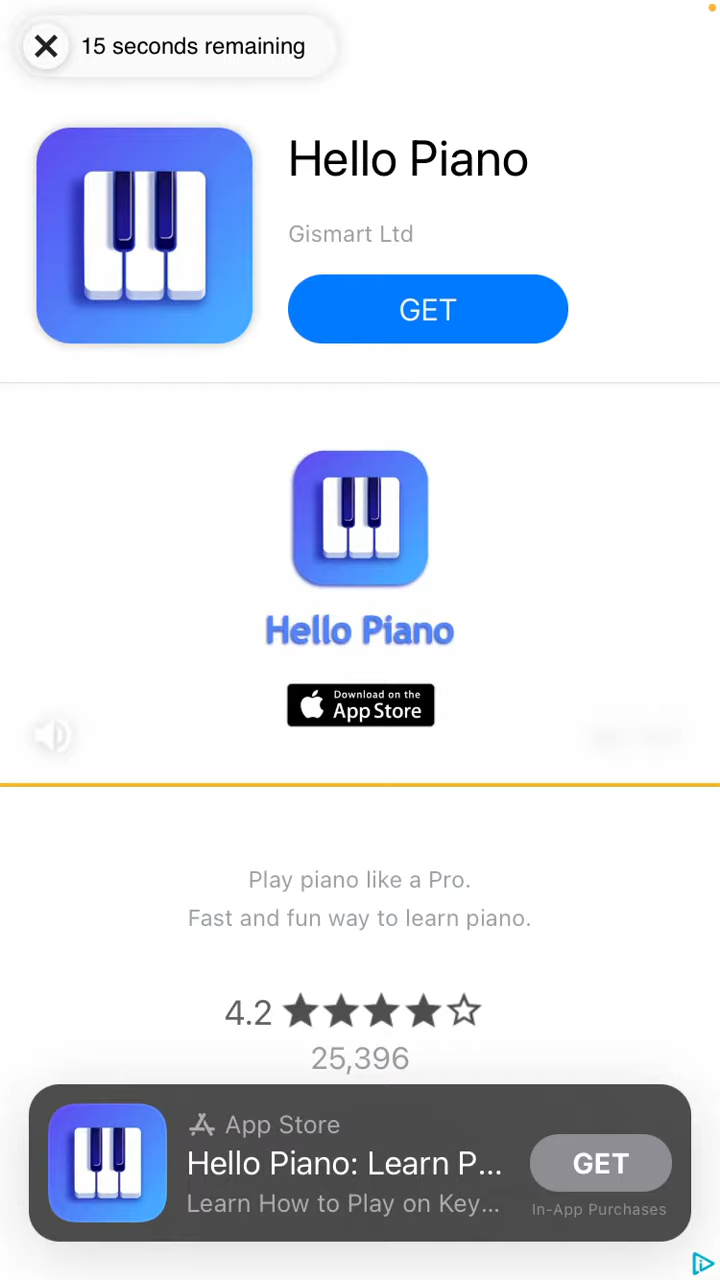 15 seconds remaining
Hello Piano
Gismart Ltd
GET
Hello Piano
Download on the
App Store
Play piano like a Pro.
Fast and fun way to learn piano.
4.2
25,396
App Store
Hello Piano: Learn P...
GET
Learn How to Play on Key...
In-App Purchases